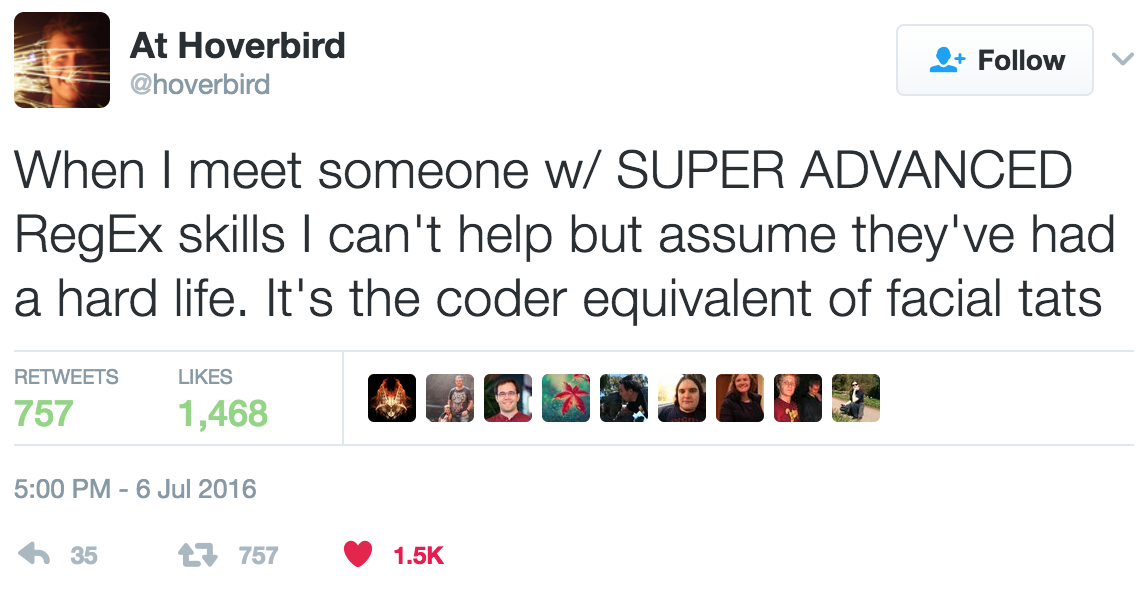 At Hoverbird
@hoverbird
Follow
When I meet someone w/ SUPER ADVANCED
RegEx skills I can't help but assume they've had
a hard life. It's the coder equivalent of facial tats
RETWEETS LIKES
757 1,468
5:00 PM - 6 Jul 2016
35 757 1.5K